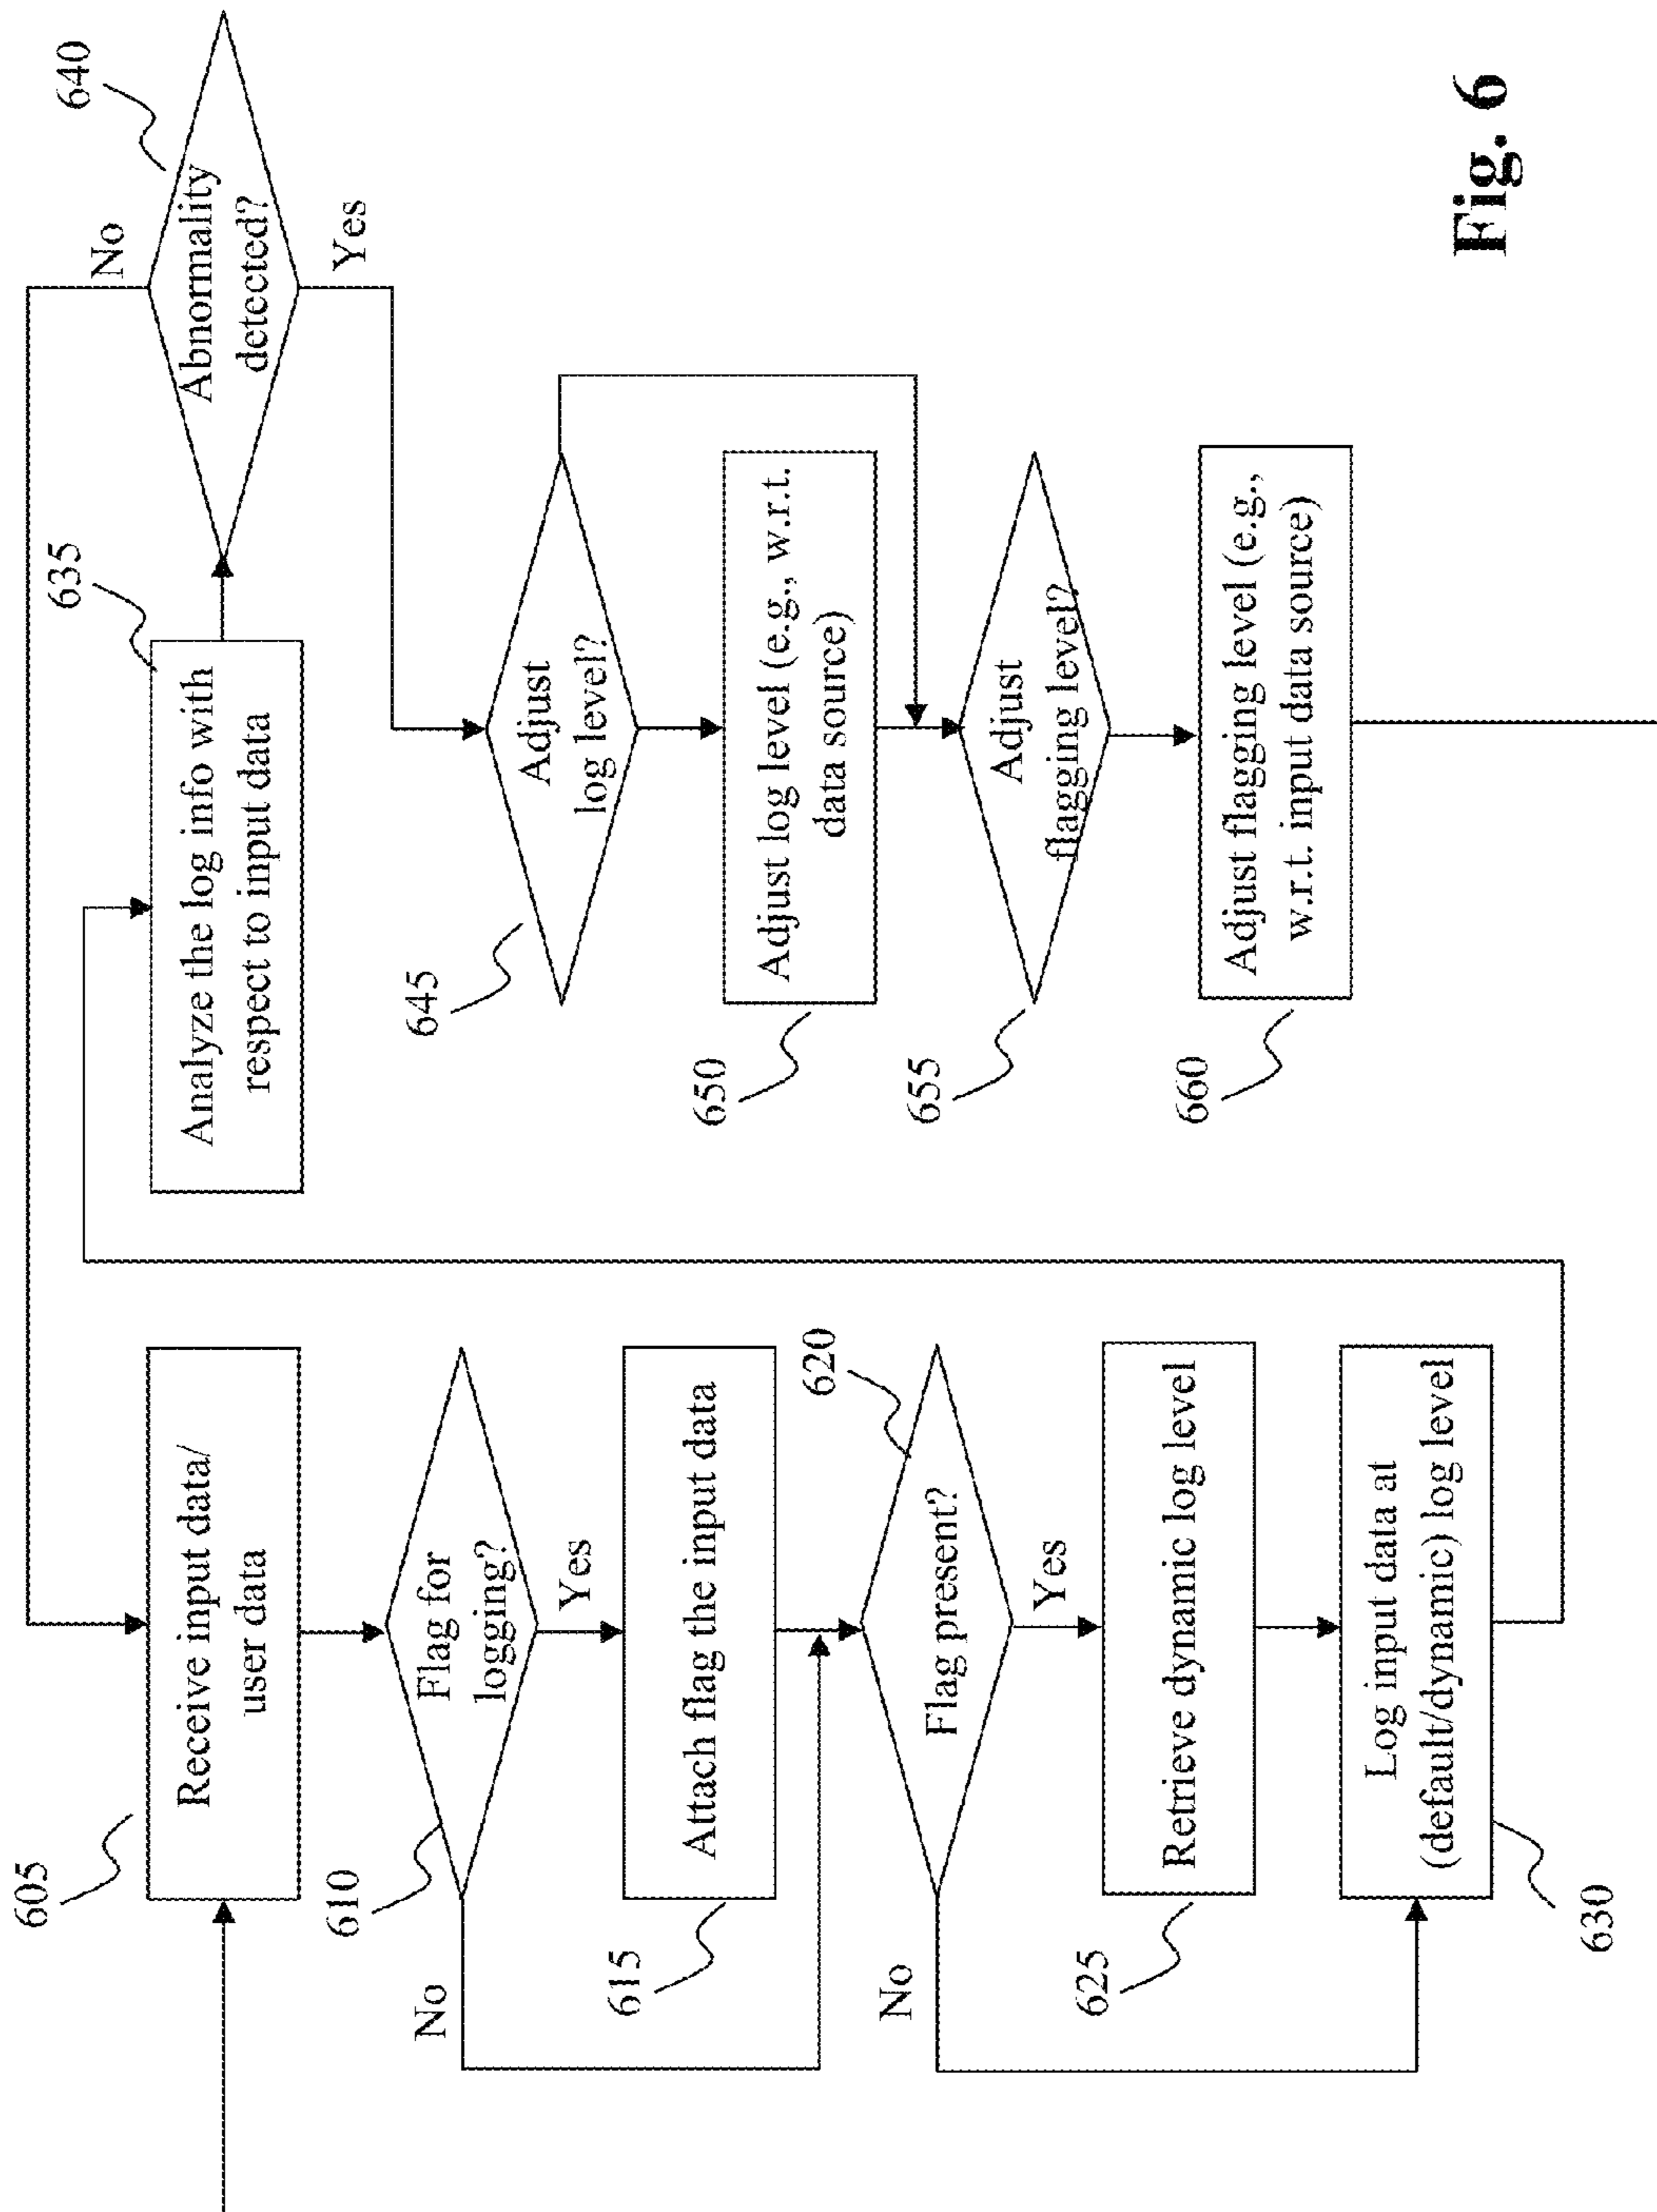 605
Receive input data/
user data
610
Flag for
logging?
No
Yes
615
Attach flag the input data
620
Flag present?
No
Yes
625
Retrieve dynamic log level
630
Log input data at
(default/dynamic) log level
635
Analyze the log info with
respect to input data
640
Abnormality
detected?
No
Yes
645
Adjust
log level?
650
Adjust log level (e.g., w.r.t.
data source)
655
Adjust
flagging level?
660
Adjust flagging level (e.g.,
w.r.t. input data source)
Fig. 6